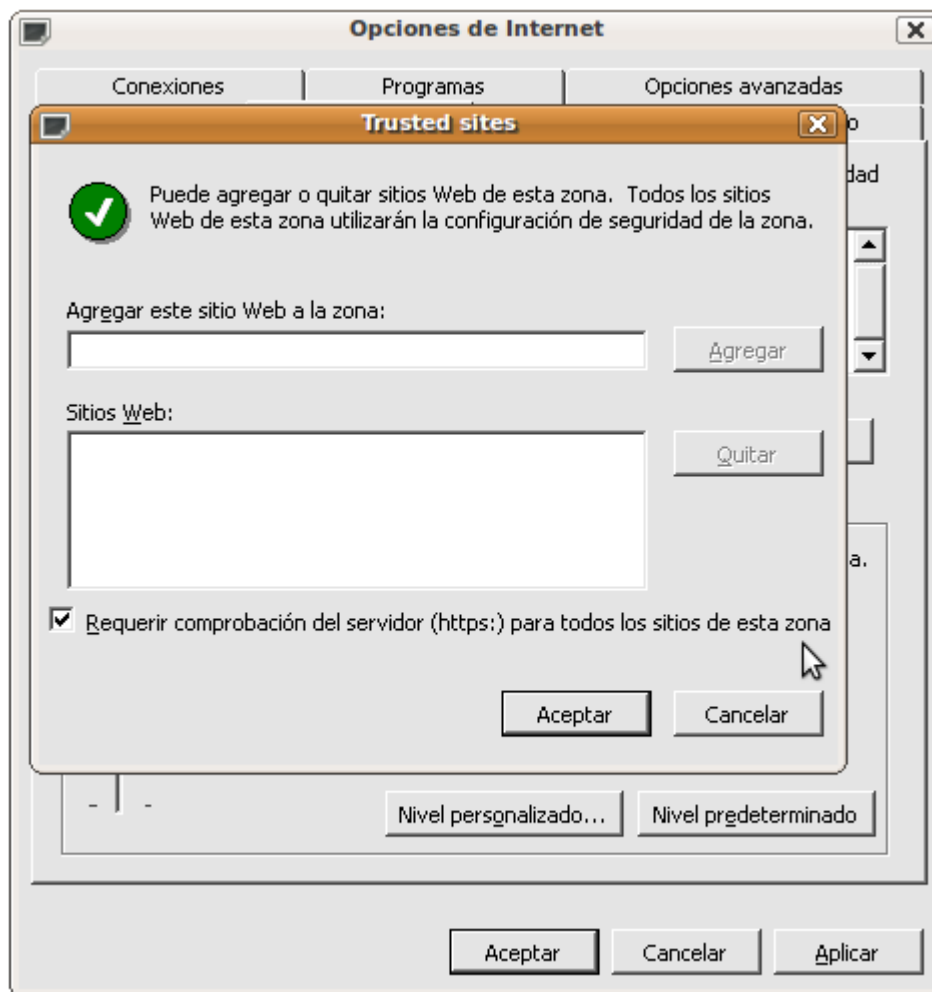 Opciones de Internet
Conexiones
Programas
Opciones avanzadas
Trusted sites
Puede agregar o quitar sitios Web de esta zona. Todos los sitios
Web de esta zona utilizarán la configuración de seguridad de la zona.
Agregar este sitio Web a la zona:
Agregar
Sitios Web:
Quitar
a.
Requerir comprobación del servidor (https:) para todos los sitios de esta zona
Aceptar
Cancelar
Nivel personalizado...
Nivel predeterminado
Aceptar
Cancelar
Aplicar